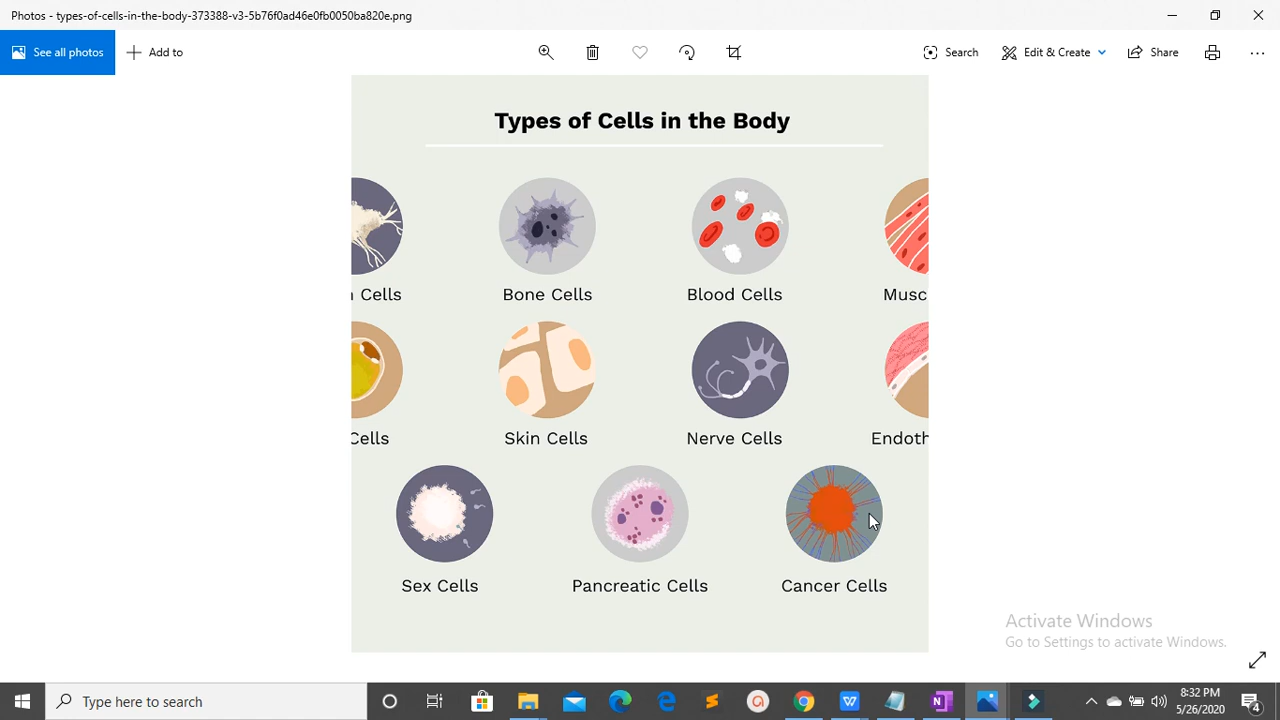 Photos - types-of-cells-in-the-body-373388-v3-5b76f0ad46e0fb0050ba820e.png
See all photos
Add to
Search
Edit & Create
Share
Types of Cells in the Body
Cells
Bone Cells
Blood Cells
Musc
Cells
Skin Cells
Nerve Cells
Endoth
Sex Cells
Pancreatic Cells
Cancer Cells
Activate Windows
Go to Settings to activate Windows.
Type here to search
8:32 PM
5/26/2020
4